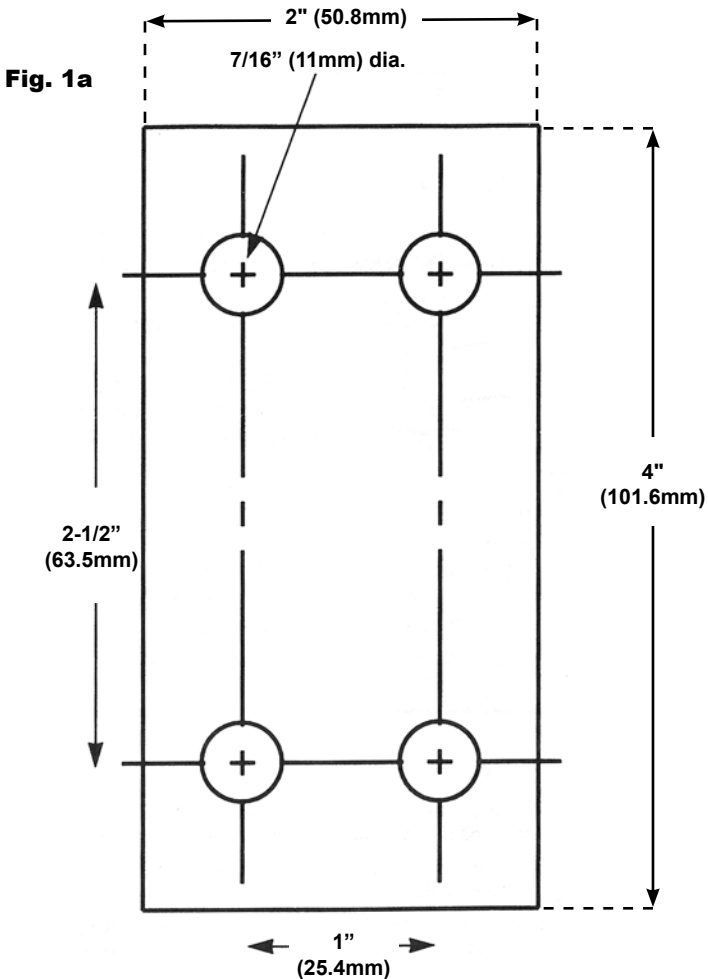 2" (50.8mm)
7/16” (11mm) dia.
Fig. 1a
4"
(101.6mm)
2-1/2”
(63.5mm)
1”
(25.4mm)